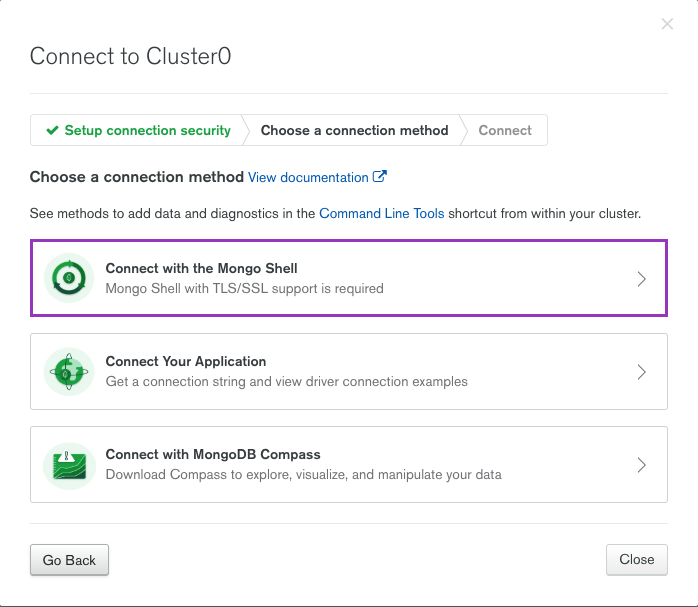 Connect to Cluster0
Setup connection security Choose a connection method Connect
Choose a connection method View documentation
See methods to add data and diagnostics in the Command Line Tools shortcut from within your cluster.
Connect with the Mongo Shell
Mongo Shell with TLS/SSL support is required
Connect Your Application
Get a connection string and view driver connection examples
Connect with MongoDB Compass
Download Compass to explore, visualize, and manipulate your data
Go Back Close